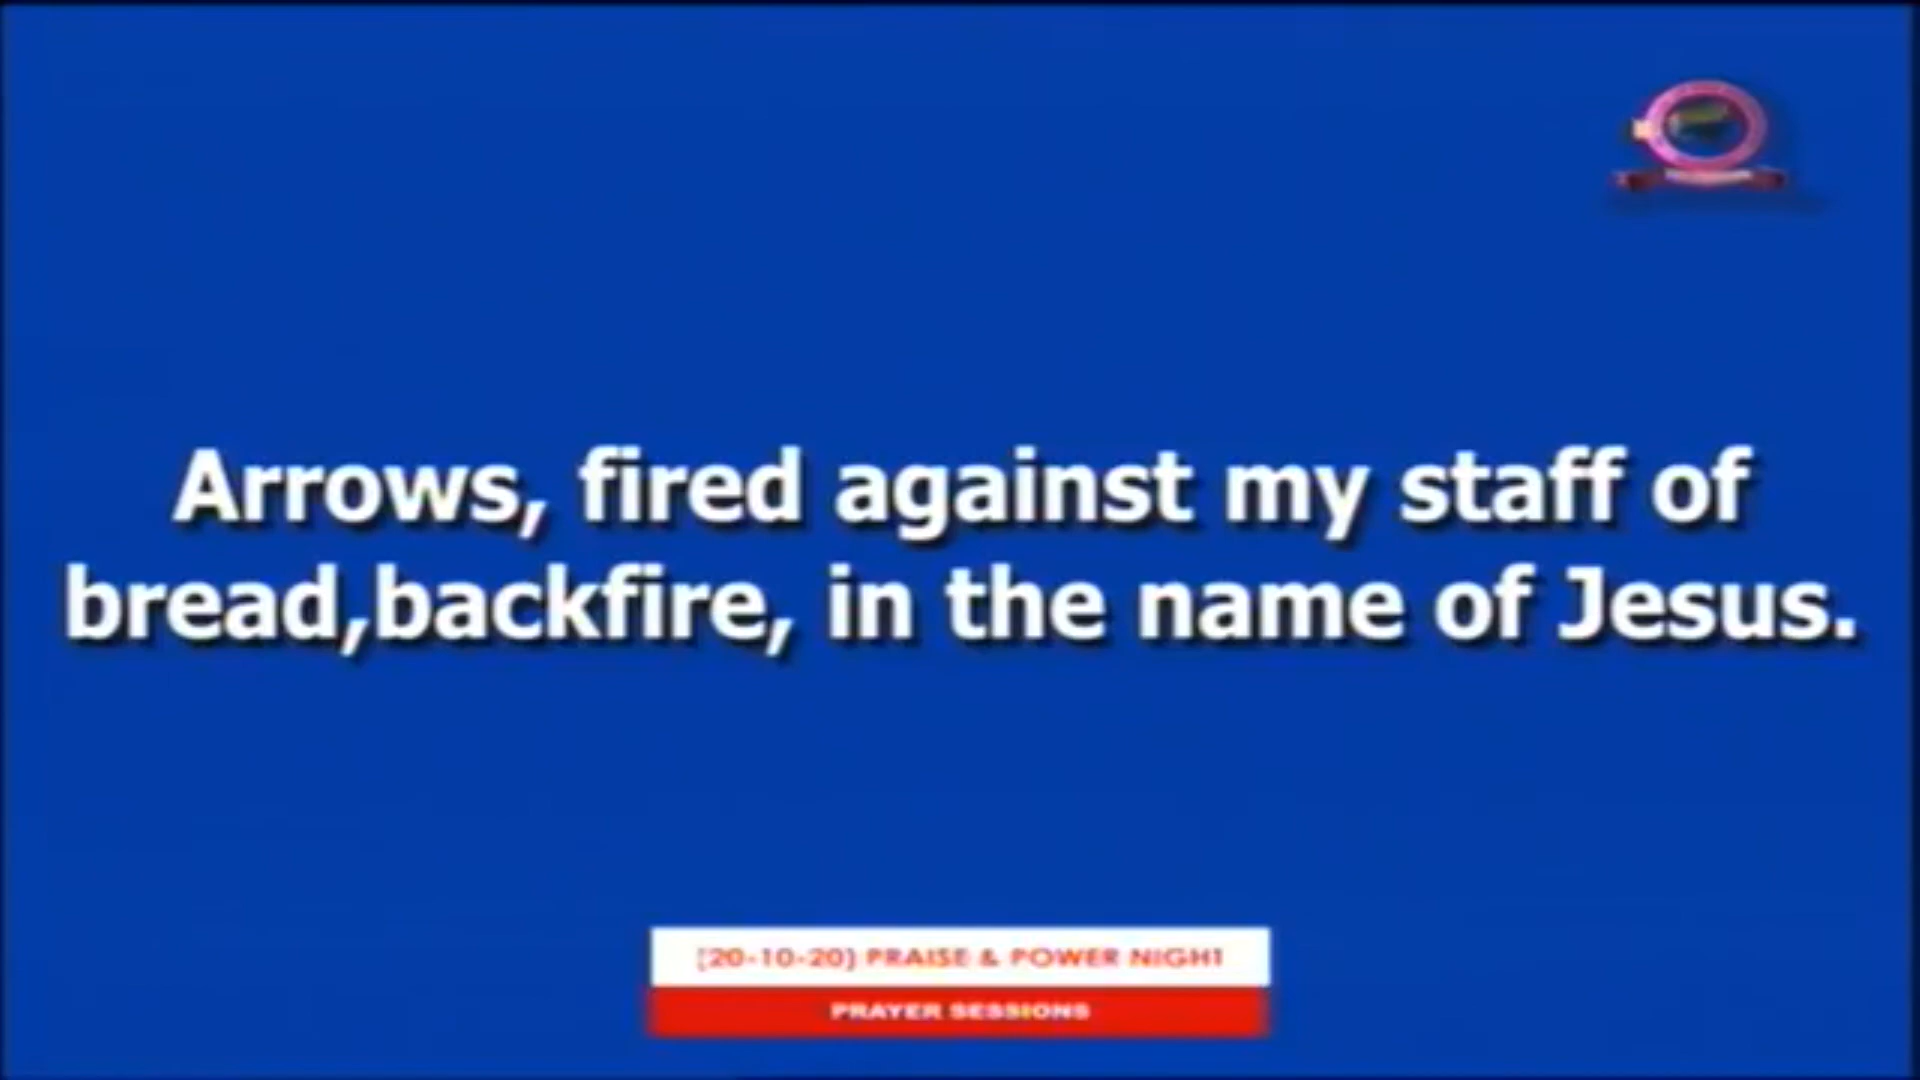 Arrows, fired against my staff of
bread,backfire, in the name of Jesus.
[20-10-20] PRAISE & POWER NIGHT
PRAYER SESSIONS